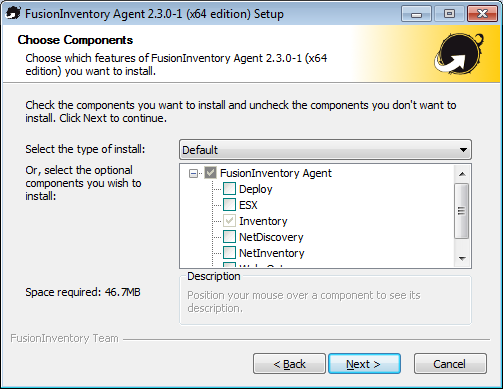 FusionInventory Agent 2.3.0-1 (x64 edition) Setup
Choose Components
Choose which features of FusionInventory Agent 2.3.0-1 (x64
edition) you want to install.
Check the components you want to install and uncheck the components you don't want to
install. Click Next to continue.
Select the type of install:
Default
Or, select the optional
components you wish to
install:
FusionInventory Agent
Deploy
ESX
Inventory
NetDiscovery
NetInventory
Space required: 46.7MB
Description
Position your mouse over a component to see its
description.
FusionInventory Team
< Back
Next >
Cancel